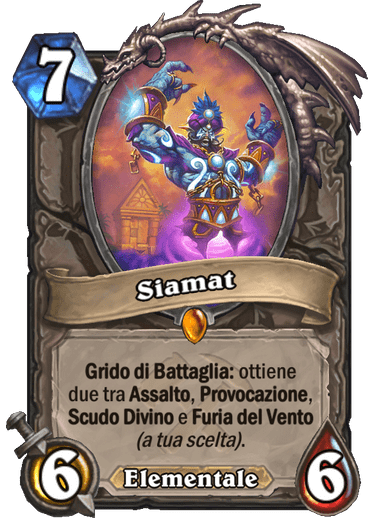 7
Siamat
Grido di Battaglia: ottiene
due tra Assalto, Provocazione,
Scudo Divino e Furia del Vento
(a tua scelta).
6
Elementale
6